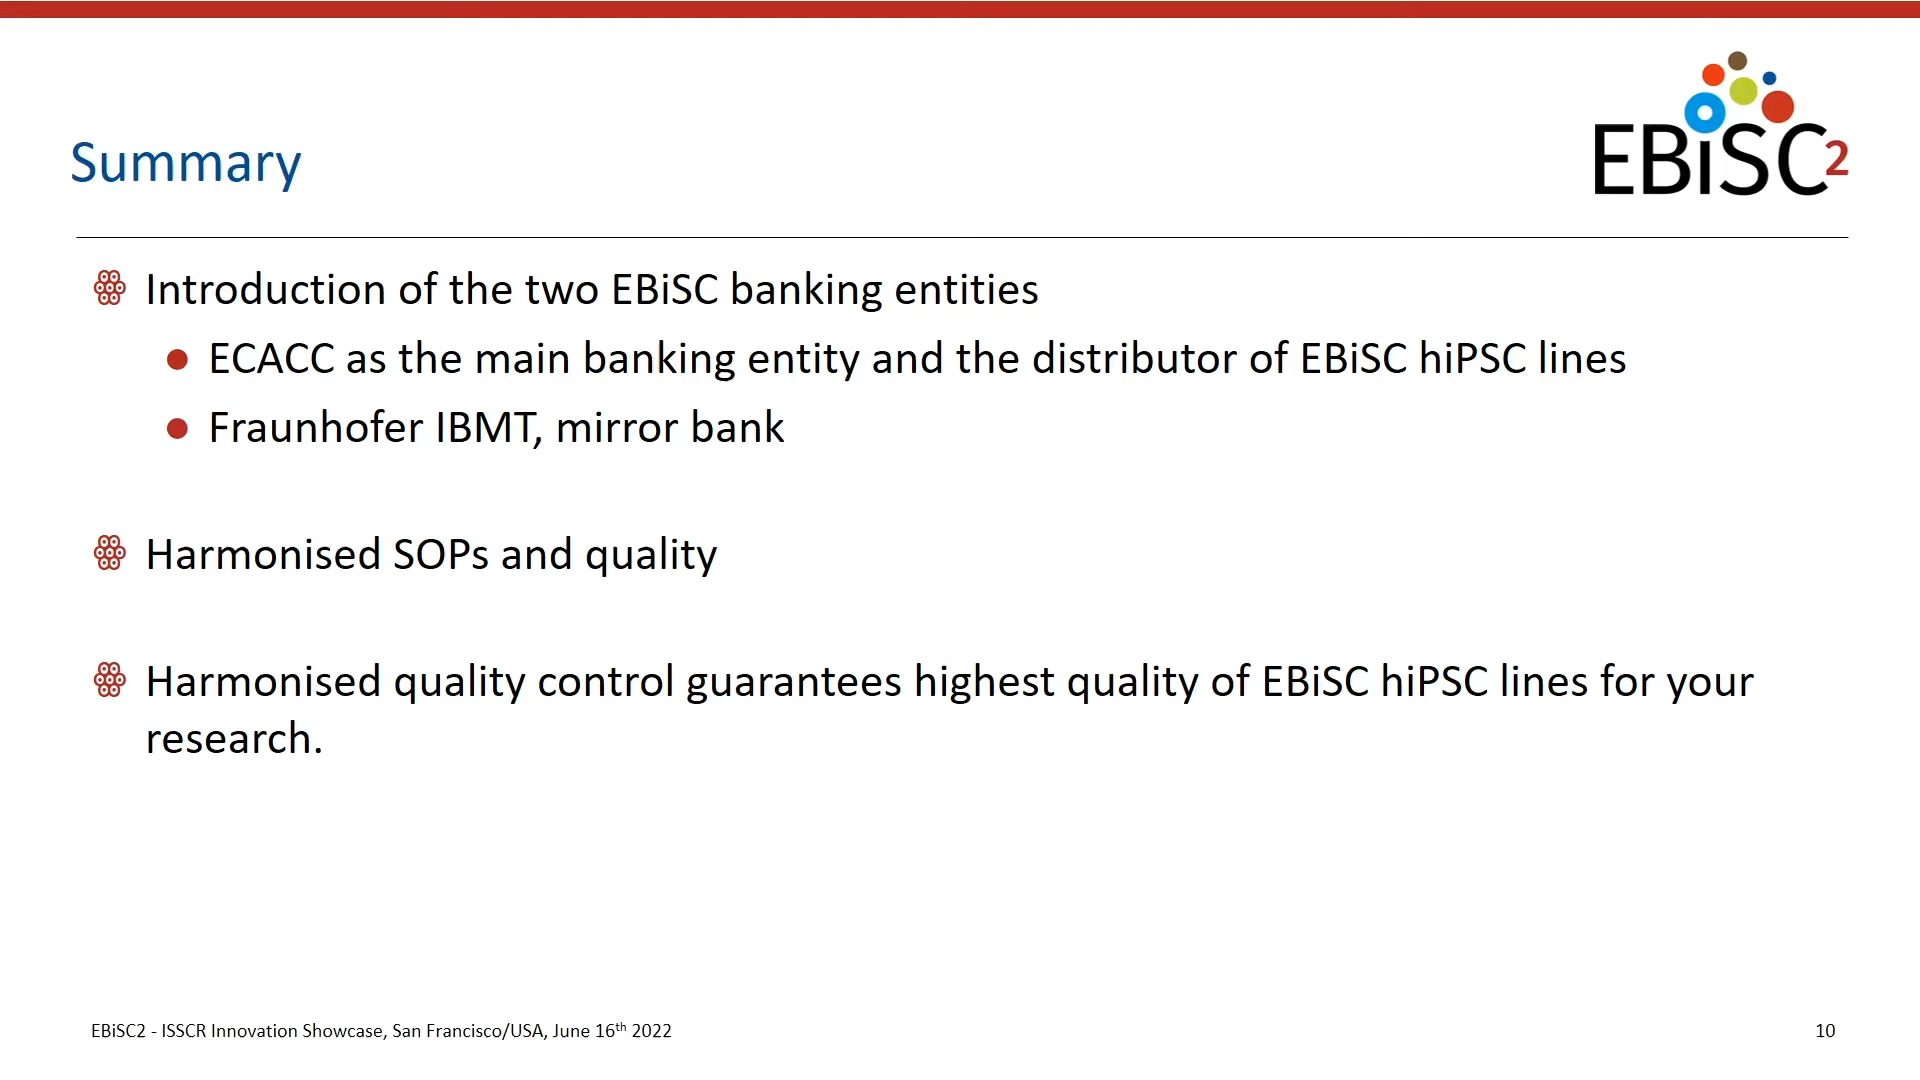 EBiSC2
Summary
Introduction of the two EBiSC banking entities
ECACC as the main banking entity and the distributor of EBiSC hiPSC lines
Fraunhofer IBMT, mirror bank
Harmonised SOPs and quality
Harmonised quality control guarantees highest quality of EBiSC hiPSC lines for your
research.
EBiSC2 - ISSCR Innovation Showcase, San Francisco/USA, June 16th 2022
10